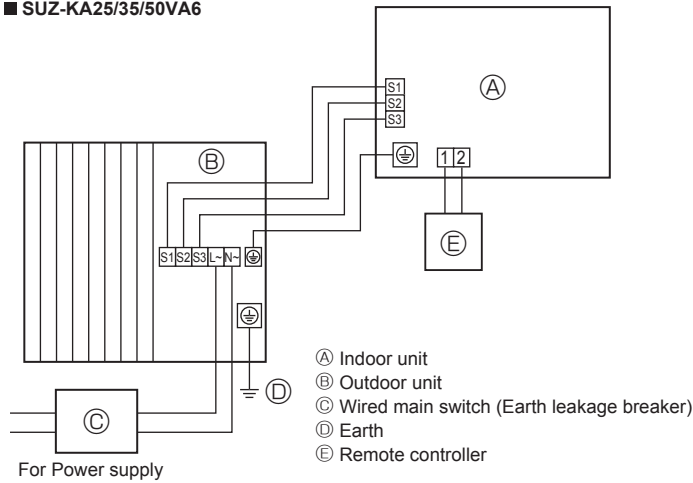 ■ SUZ-KA25/35/50VA6
S1
S2
S3
Ⓐ
1 2
Ⓔ
Ⓑ
S1 S2 S3 L~ N~
Ⓓ
Ⓒ
For Power supply
Ⓐ Indoor unit
Ⓑ Outdoor unit
Ⓒ Wired main switch (Earth leakage breaker)
Ⓓ Earth
Ⓔ Remote controller